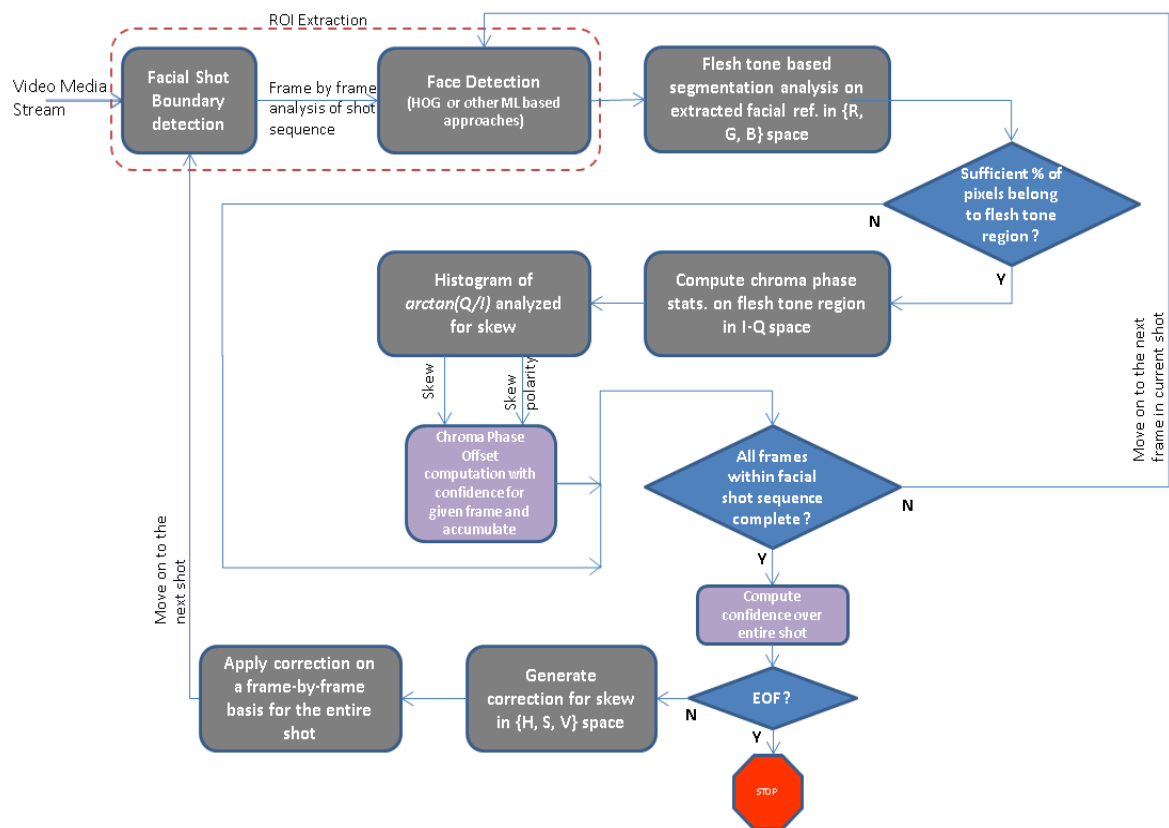 ROI Extraction
Video Media
Stream
Facial Shot
Boundary
detection
Frame by frame
analysis of shot
sequence
Face Detection
(HOG or other ML based
approaches)
Flesh tone based
segmentation analysis on
extracted facial ref. in {R,
G, B} space
Sufficient % of
pixels belong
to flesh tone
region ?
N
Y
Histogram of
arctan(Q/I) analyzed
for skew
Compute chroma phase
stats. on flesh tone region
in I-Q space
Skew
Skew
polarity
Chroma Phase
Offset
computation with
confidence for
given frame and
accumulate
All frames
within facial
shot sequence
complete ?
N
Y
Move on to the next
frame in current shot
Compute
confidence over
entire shot
Move on to the
next shot
Apply correction on
a frame-by-frame
basis for the entire
shot
Generate
correction for skew
in {H, S, V} space
N
EOF ?
Y
STOP